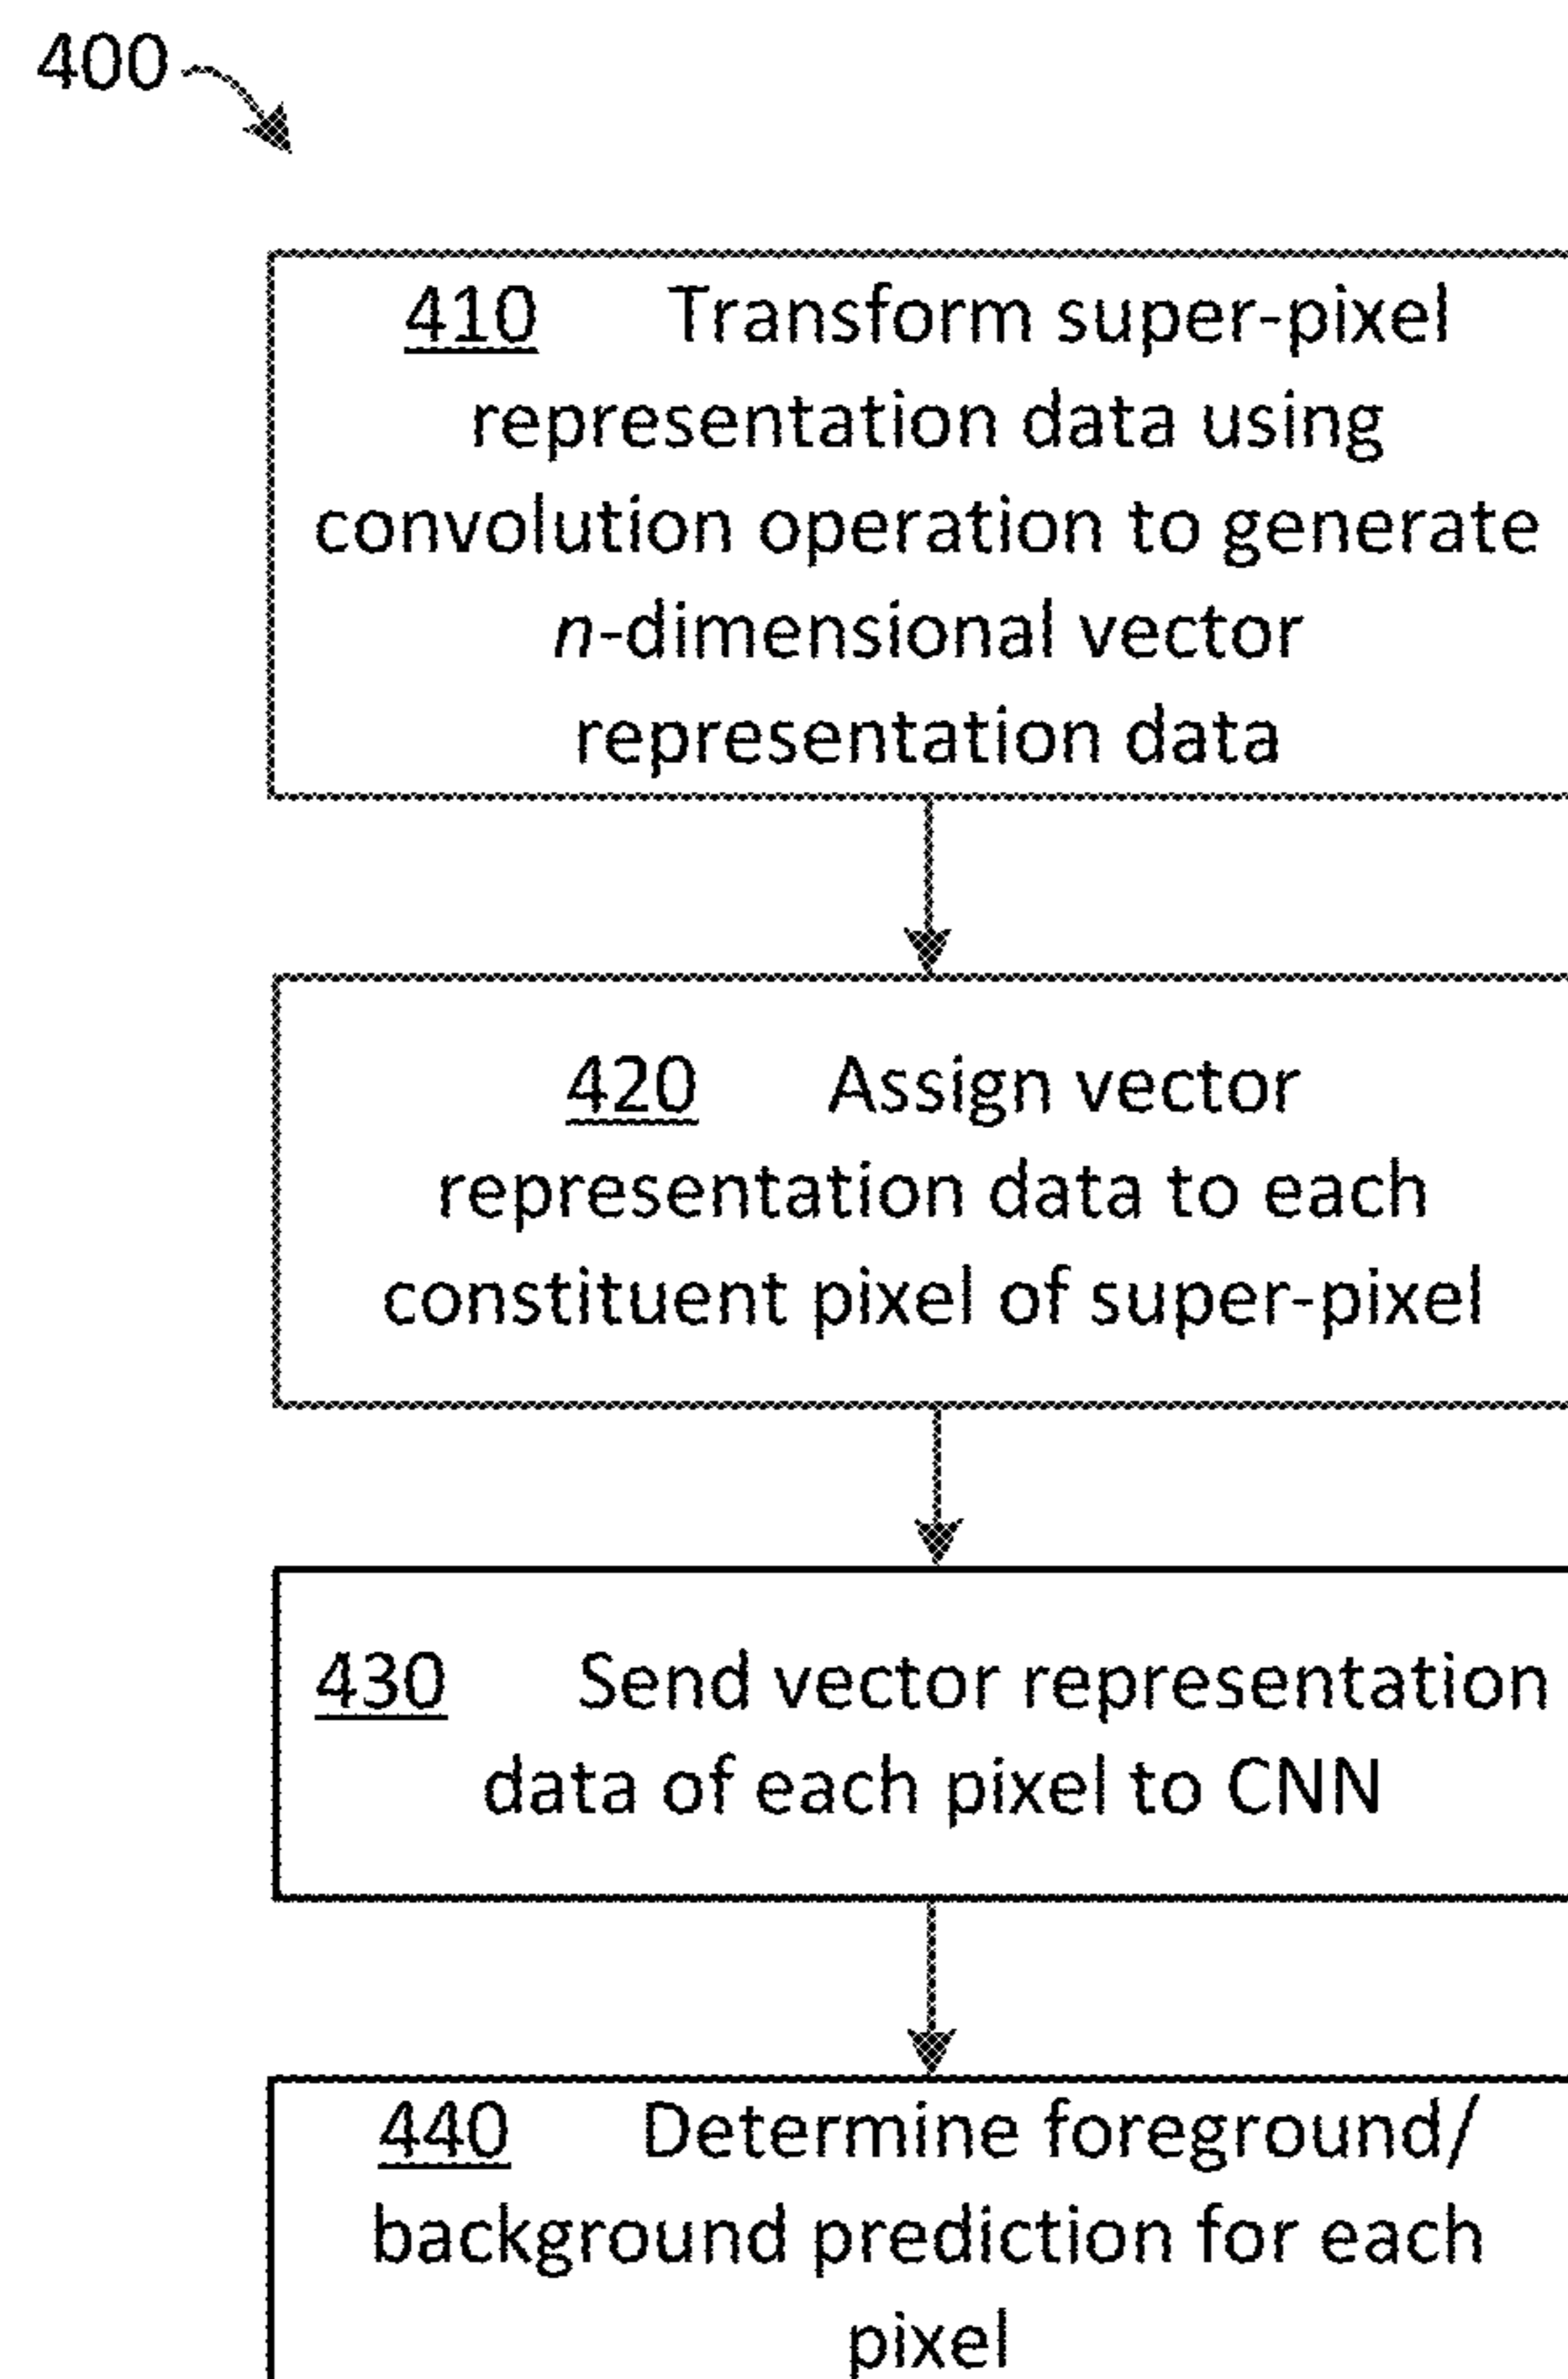 400
410 Transform super-pixel
representation data using
convolution operation to generate
n-dimensional vector
representation data
420 Assign vector
representation data to each
constituent pixel of super-pixel
430 Send vector representation
data of each pixel to CNN
440 Determine foreground/
background prediction for each
pixel